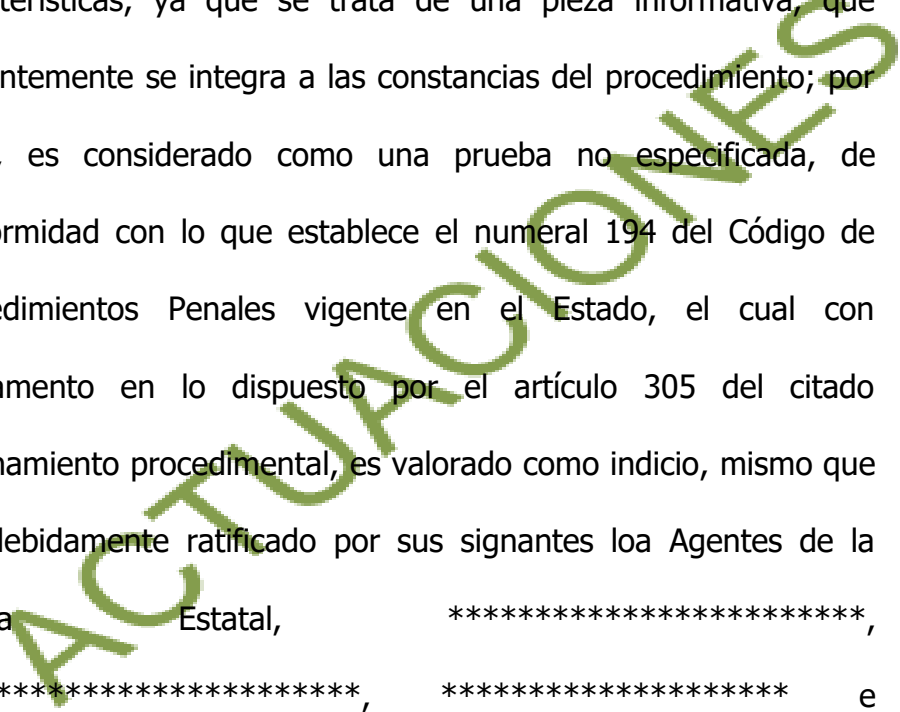 terísticas, ya que se trata de una pieza informativa, que
ntemente se integra a las constancias del procedimiento; por
, es considerado como una prueba no especificada, de
ormidad con lo que establece el numeral 194 del Código de
edimientos Penales vigente en el Estado, el cual con
amento en lo dispuesto por el artículo 305 del citado
namiento procedimental, es valorado como indicio, mismo que
debidamente ratificado por sus signantes loa Agentes de la
a Estatal, ************************,
*********************, ******************** e
ACTUACIONES